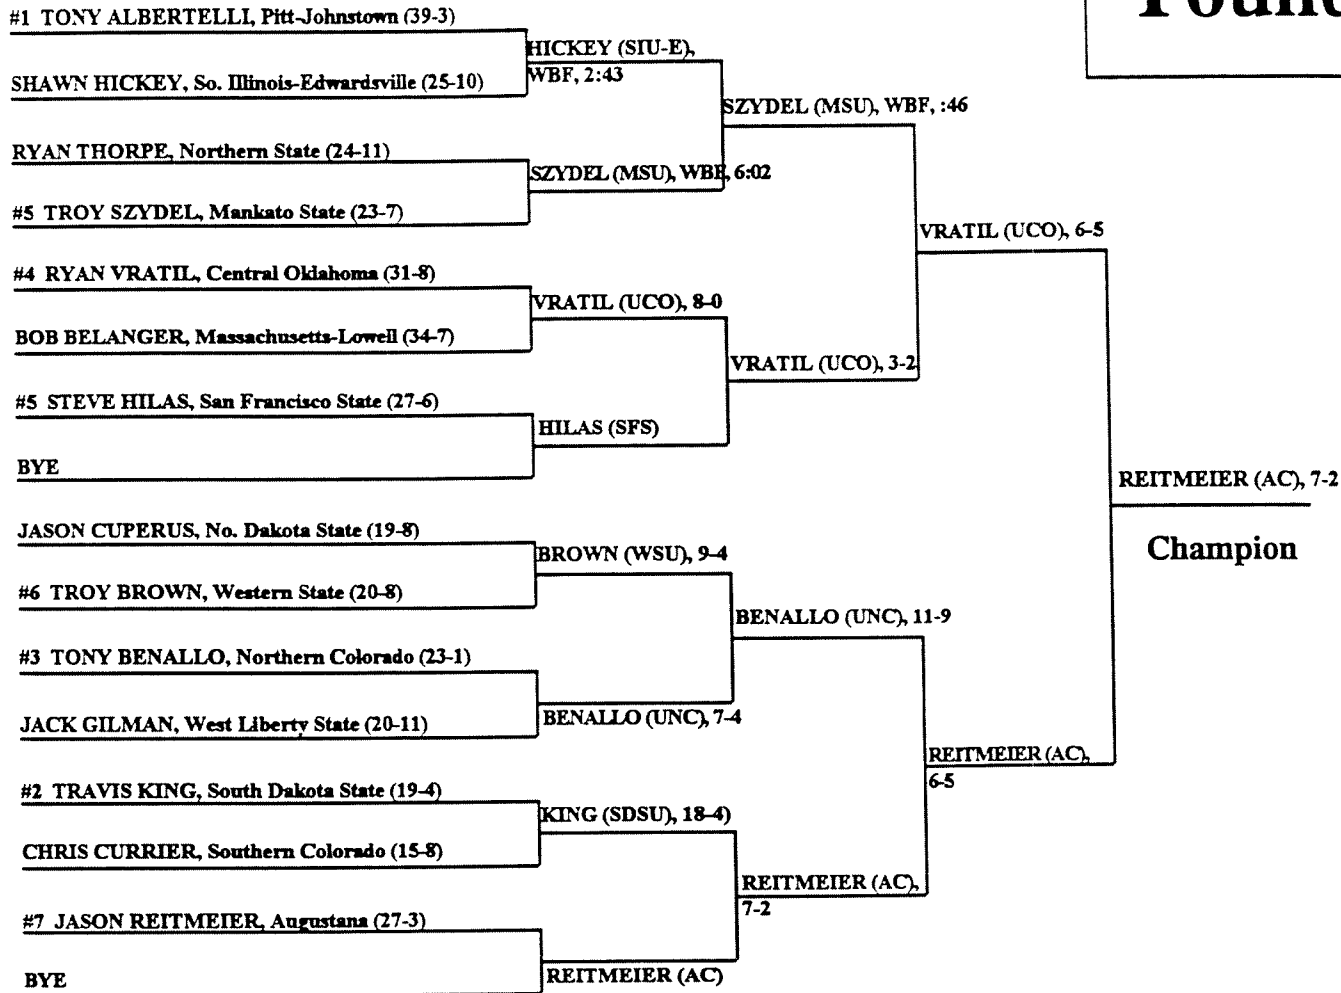 #1 TONY ALBERTELLI, Pitt-Johnstown (39-3)
HICKEY (SIU-E),
WBF, 2:43
SHAWN HICKEY, So. Illinois-Edwardsville (25-10)
SZYDEL (MSU), WBF, :46
RYAN THORPE, Northern State (24-11)
SZYDEL (MSU), WBF, 6:02
#5 TROY SZYDEL, Mankato State (23-7)
VRATIL (UCO), 6-5
#4 RYAN VRATIL, Central Oklahoma (31-8)
VRATIL (UCO), 8-0
BOB BELANGER, Massachusetts-Lowell (34-7)
VRATIL (UCO), 3-2
#5 STEVE HILAS, San Francisco State (27-6)
HILAS (SFS)
BYE
REITMEIER (AC), 7-2
Champion
JASON CUPERUS, No. Dakota State (19-8)
BROWN (WSU), 9-4
#6 TROY BROWN, Western State (20-8)
BENALLO (UNC), 11-9
#3 TONY BENALLO, Northern Colorado (23-1)
BENALLO (UNC), 7-4
JACK GILMAN, West Liberty State (20-11)
REITMEIER (AC),
6-5
#2 TRAVIS KING, South Dakota State (19-4)
KING (SDSU), 18-4)
CHRIS CURRIER, Southern Colorado (15-8)
REITMEIER (AC),
7-2
#7 JASON REITMEIER, Augustana (27-3)
REITMEIER (AC)
BYE